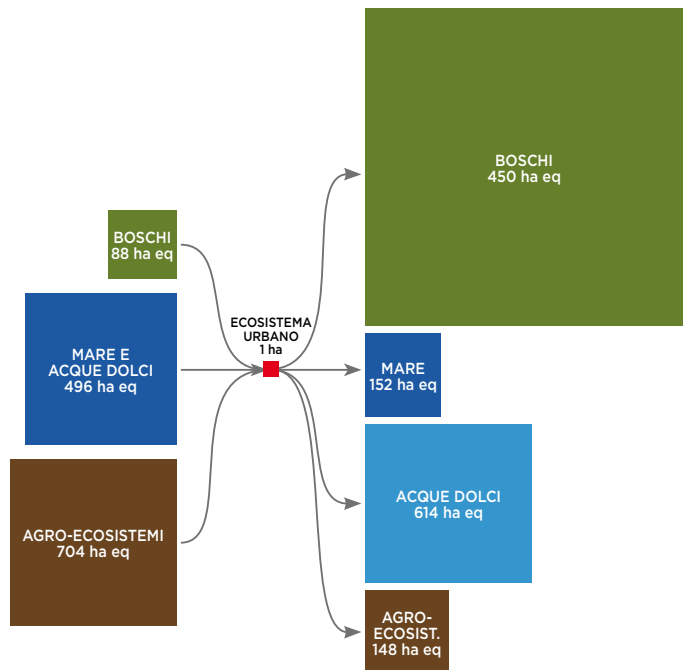 BOSCHI
88 ha eq
MARE E
ACQUE DOLCI
496 ha eq
AGRO-ECOSISTEMI
704 ha eq
ECOSISTEMA
URBANO
1 ha
BOSCHI
450 ha eq
MARE
152 ha eq
ACQUE DOLCI
614 ha eq
AGRO-
ECOSIST.
148 ha eq